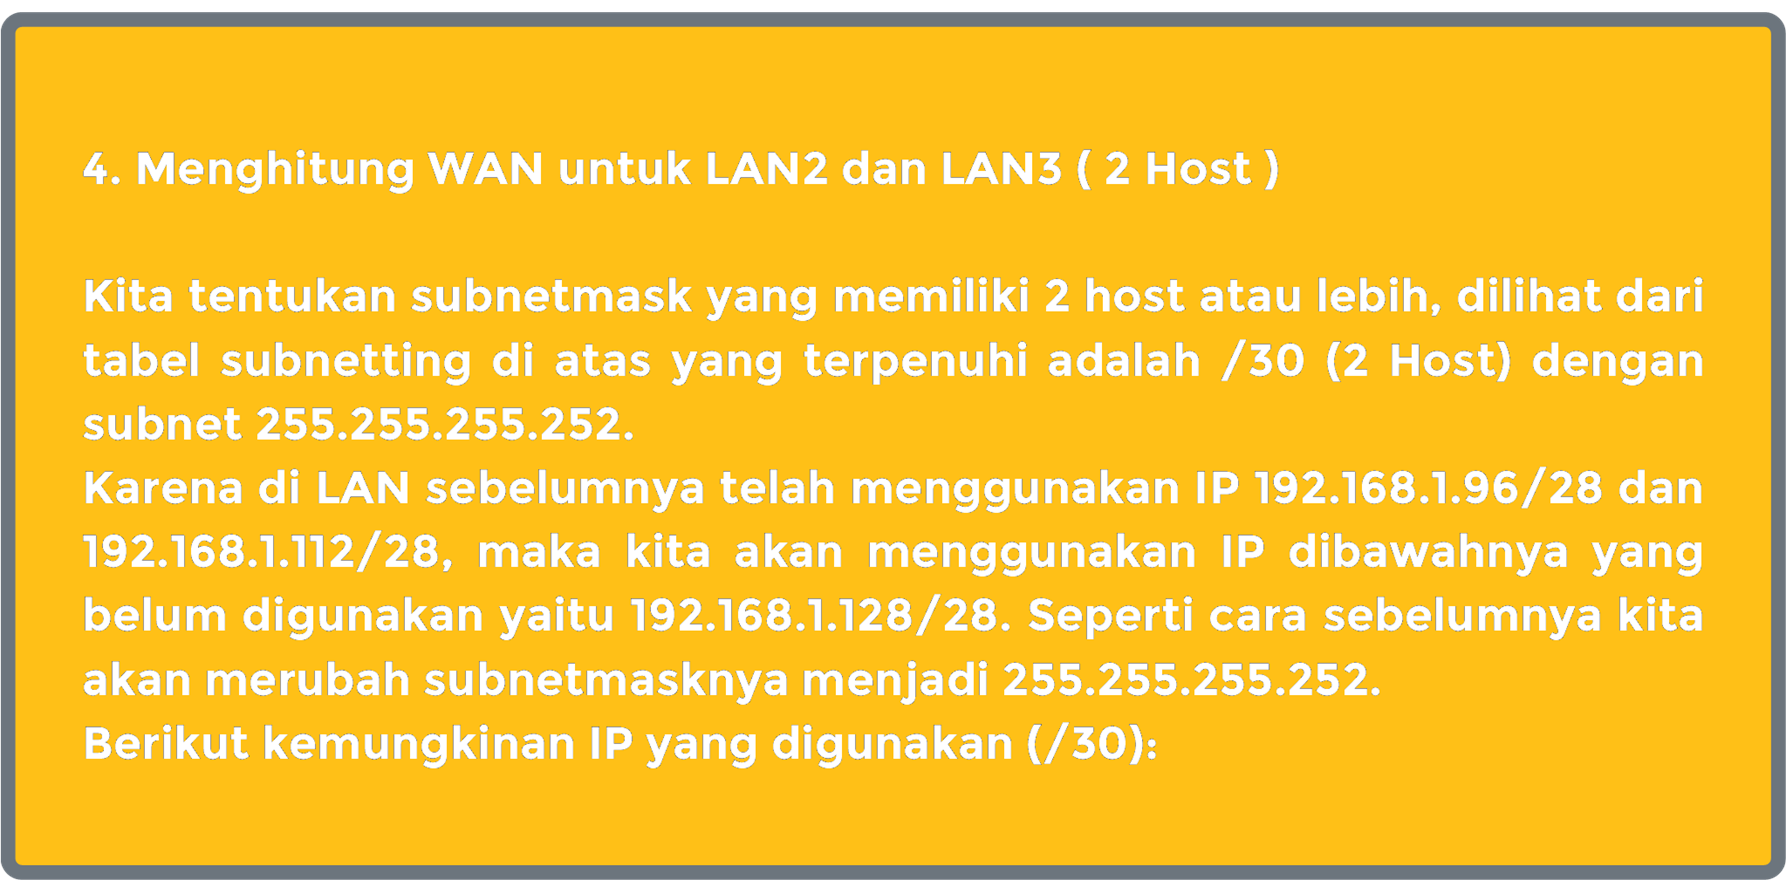 4. Menghitung WAN untuk LAN2 dan LAN3 ( 2 Host )
Kita tentukan subnetmask yang memiliki 2 host atau lebih, dilihat dari
tabel subnetting di atas yang terpenuhi adalah /30 (2 Host) dengan
subnet 255.255.255.252.
Karena di LAN sebelumnya telah menggunakan IP 192.168.1.96/28 dan
192.168.1.112/28, maka kita akan menggunakan IP dibawahnya yang
belum digunakan yaitu 192.168.1.128/28. Seperti cara sebelumnya kita
akan merubah subnetmasknya menjadi 255.255.255.252.
Berikut kemungkinan IP yang digunakan (/30):